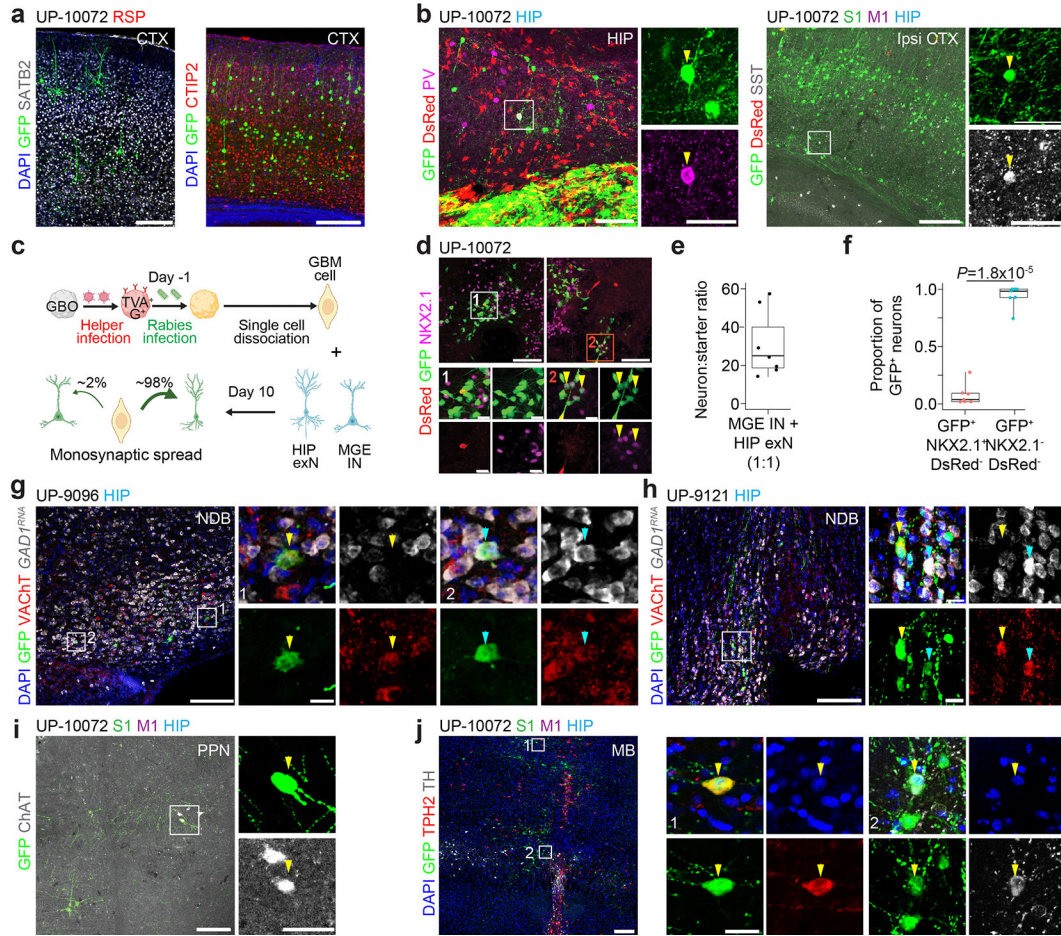 a
UP-10072 RSP
CTX
CTX
DAPI GFP SATB2
DAPI GFP CTIP2
b
UP-10072 HIP
HIP
GFP DsRed PV
UP-10072 S1 M1 HIP
Ipsi OTX
GFP DsRed SST
c
GBO
Helper infection
TVA+
G+
Day -1
Rabies infection
Single cell dissociation
GBM cell
+
~2%
~98%
Monosynaptic spread
Day 10
HIP exN
MGE IN
d
UP-10072
DsRed GFP NKX2.1
1
2
1
2
e
Neuron:starter ratio
60
40
20
0
MGE IN +
HIP exN
(1:1)
f
P=1.8x10-5
Proportion of
GFP+ neurons
1.0
0.5
0.0
GFP+
NKX2.1+
DsRed-
GFP+
NKX2.1-
DsRed-
g
UP-9096 HIP
NDB
DAPI GFP VAChT GAD1RNA
1
2
1
2
h
UP-9121 HIP
NDB
DAPI GFP VAChT GAD1RNA
i
UP-10072 S1 M1 HIP
PPN
GFP ChAT
j
UP-10072 S1 M1 HIP
MB
DAPI GFP TPH2 TH
1
2
1
2